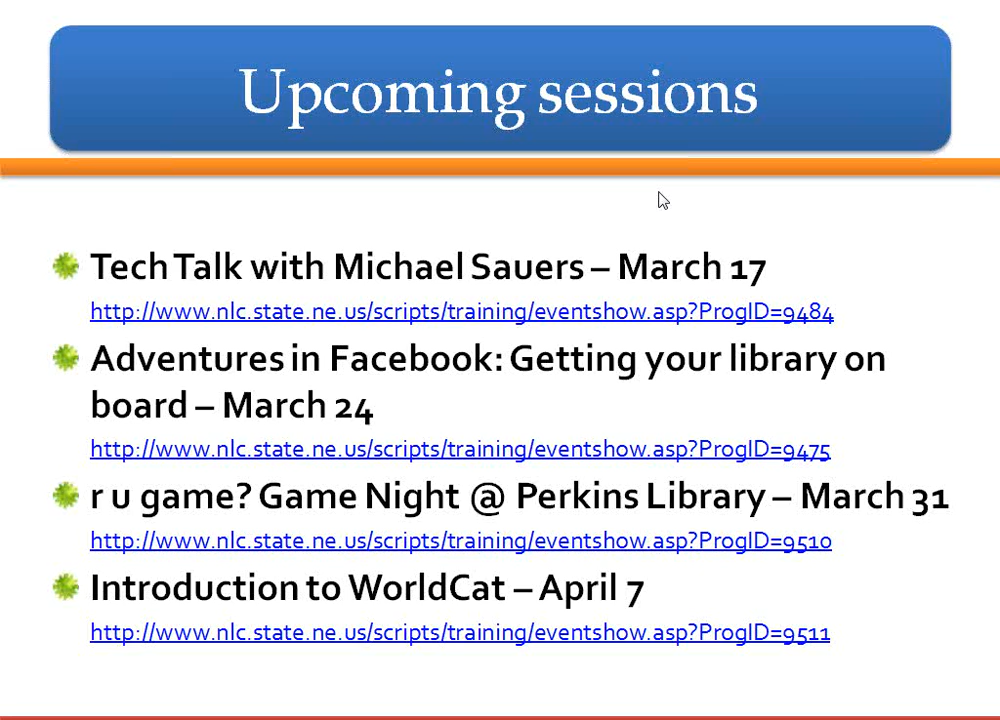 Upcoming sessions
Tech Talk with Michael Sauers – March 17
http://www.nlc.state.ne.us/scripts/training/eventshow.asp?ProgID=9484
Adventures in Facebook: Getting your library on
board – March 24
http://www.nlc.state.ne.us/scripts/training/eventshow.asp?ProgID=9475
r u game? Game Night @ Perkins Library – March 31
http://www.nlc.state.ne.us/scripts/training/eventshow.asp?ProgID=9510
Introduction to WorldCat – April 7
http://www.nlc.state.ne.us/scripts/training/eventshow.asp?ProgID=9511